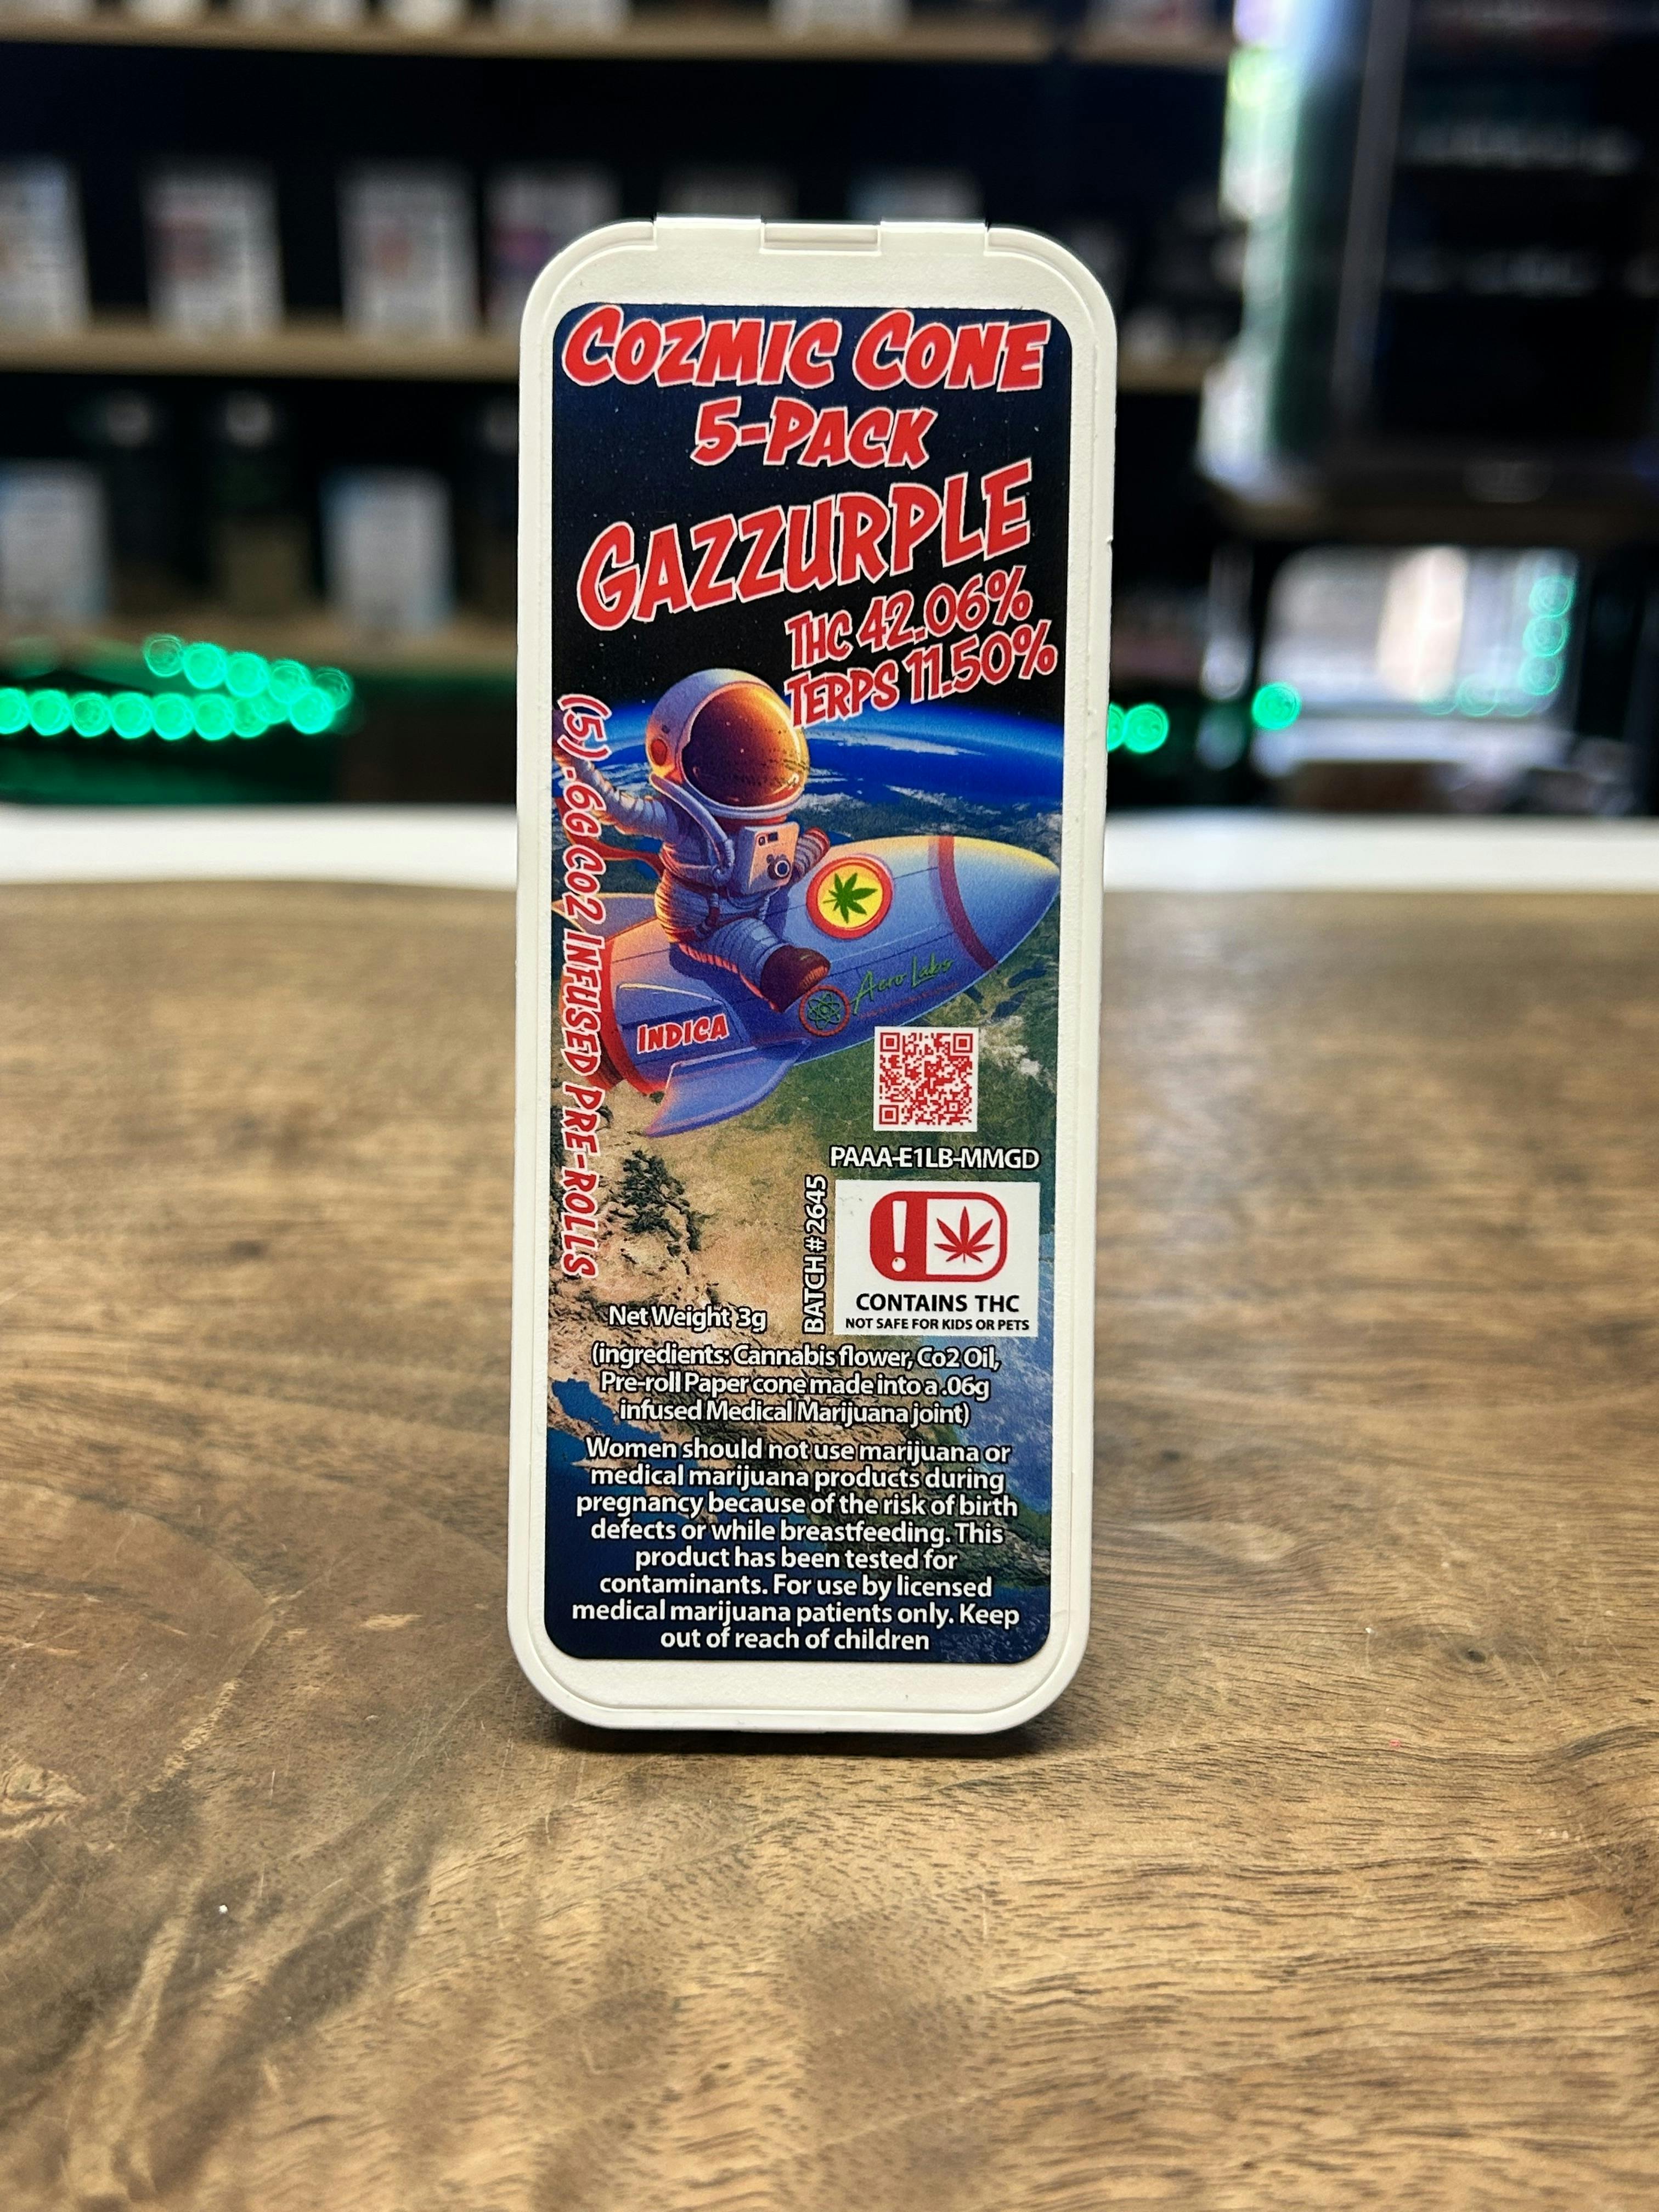 COZMIC CONE
5-PACK
GAZZURPLE
THC 42.06%
TERPS 11.50%
(5) .6G CO2 INFUSED PRE-ROLLS
Aero Labs
INDICA
PAAA-E1LB-MMGD
BATCH# 2645
CONTAINS THC
NOT SAFE FOR KIDS OR PETS
Net Weight 3g
(ingredients: Cannabis flower, Co2 Oil,
Pre-roll Paper cone made into a .06g
infused Medical Marijuana joint)
Women should not use marijuana or
medical marijuana products during
pregnancy because of the risk of birth
defects or while breastfeeding. This
product has been tested for
contaminants. For use by licensed
medical marijuana patients only. Keep
out of reach of children